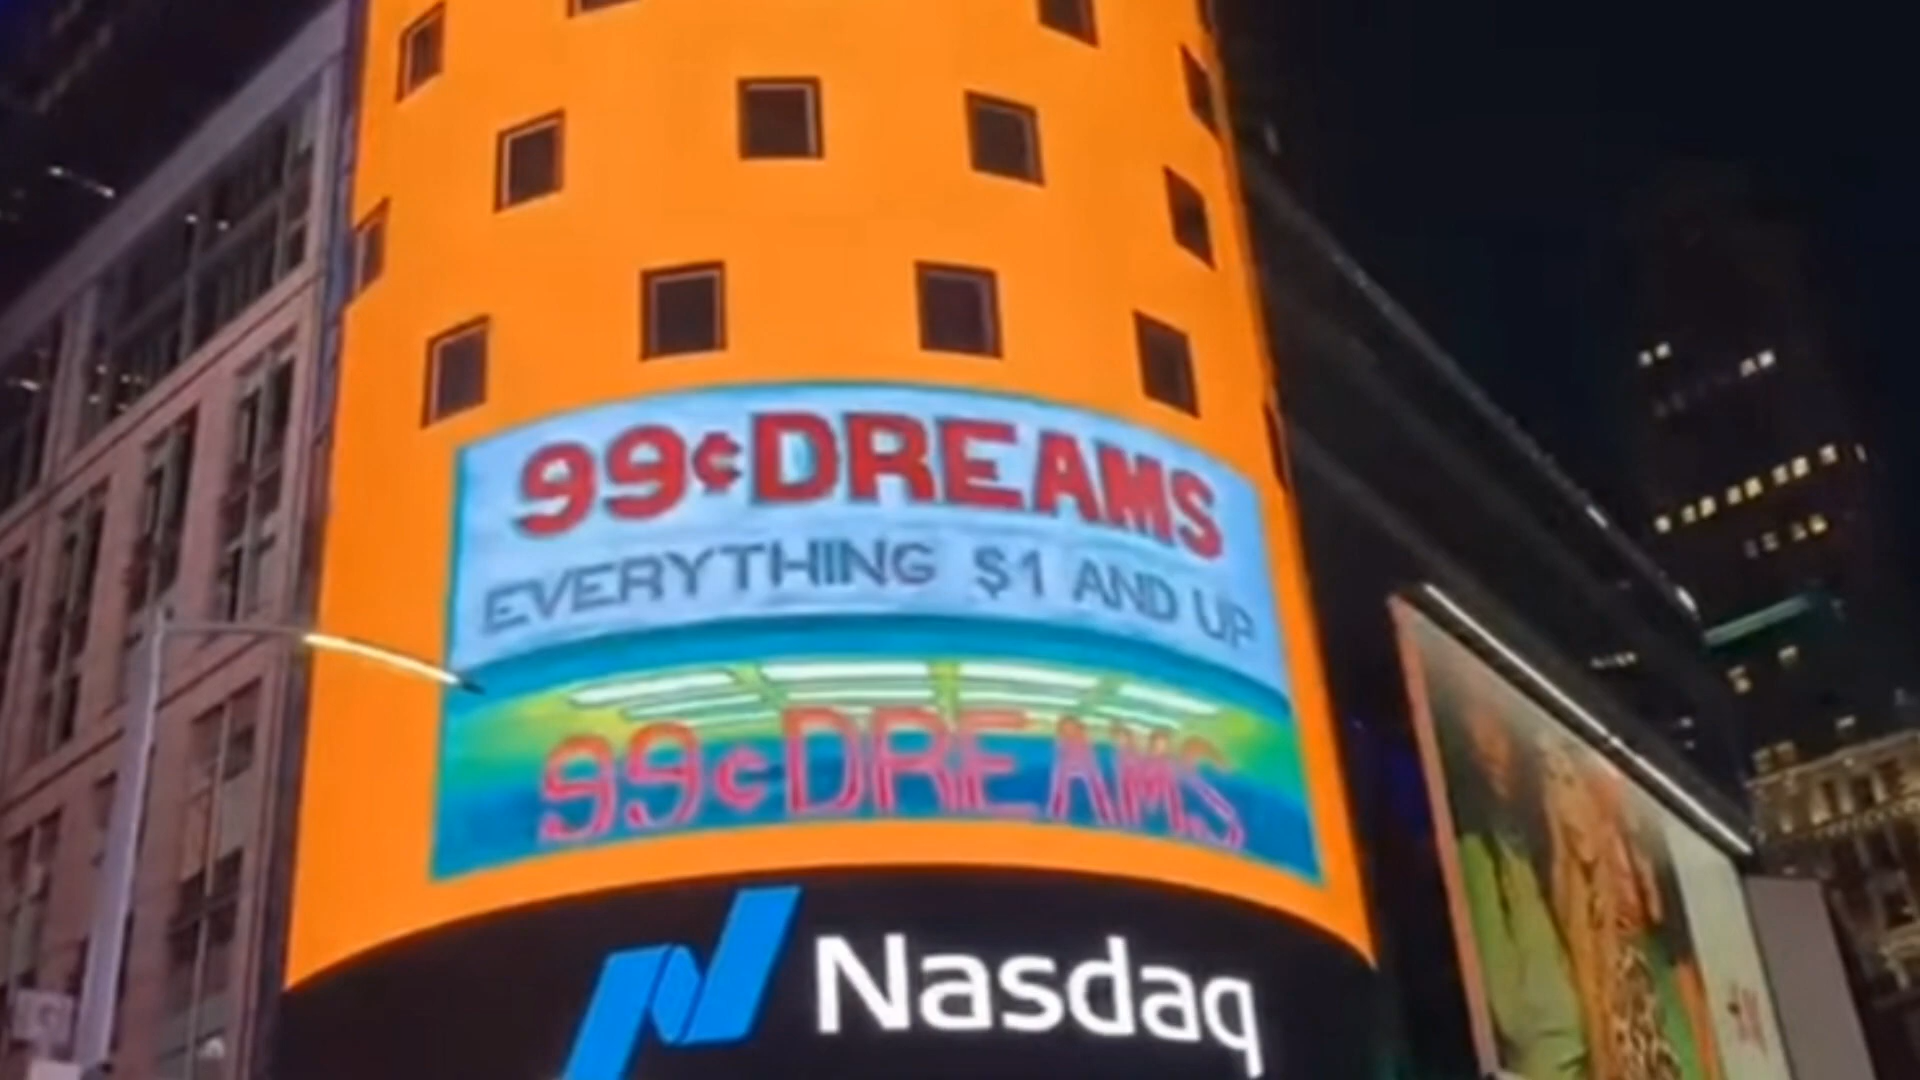 99¢DREAMS
EVERYTHING $1 AND UP
99¢DREAMS
Nasdaq